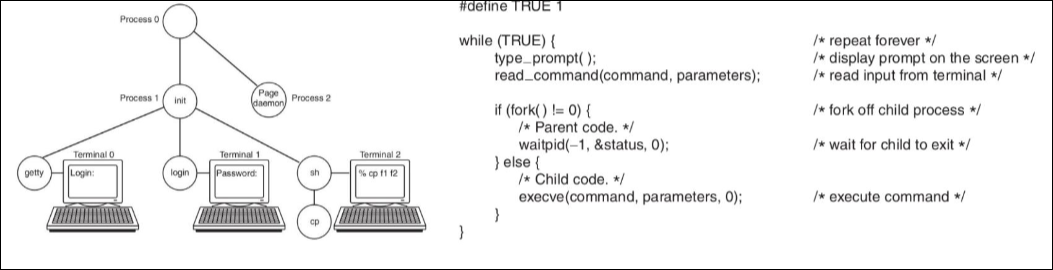 Process 0
Process 1
init
Page
daemon
Process 2
Terminal 0
Terminal 1
Terminal 2
getty
Login:
login
Password:
sh
% cp f1 f2
cp
#define TRUE 1
while (TRUE) { /* repeat forever */
type_prompt( ); /* display prompt on the screen */
read_command(command, parameters); /* read input from terminal */
if (fork( ) != 0) { /* fork off child process */
/* Parent code. */
waitpid(−1, &status, 0); /* wait for child to exit */
} else {
/* Child code. */
execve(command, parameters, 0); /* execute command */
}
}